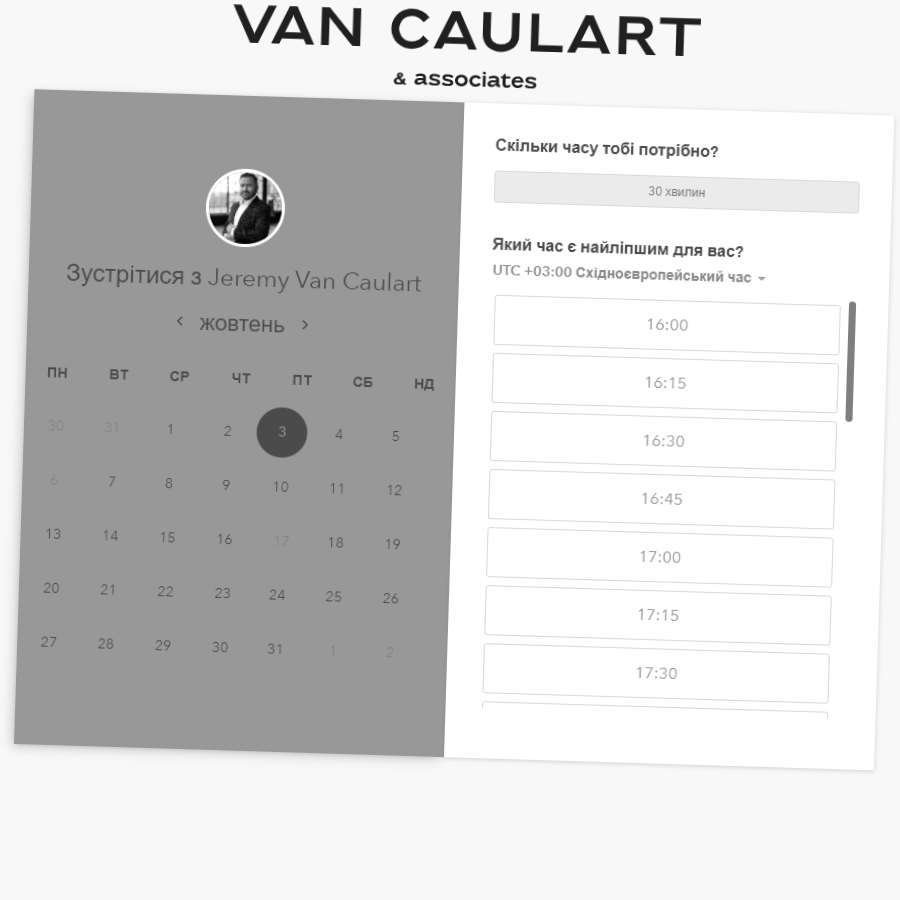 VAN CAULART
& associates
Зустрітися з Jeremy Van Caulart
жовтень
ПН ВТ СР ЧТ ПТ СБ НД
30 31 1 2 3 4 5
6 7 8 9 10 11 12
13 14 15 16 17 18 19
20 21 22 23 24 25 26
27 28 29 30 31 1 2
Скільки часу тобі потрібно?
30 хвилин
Який час є найліпшим для вас?
UTC +03:00 Східноєвропейський час
16:00
16:15
16:30
16:45
17:00
17:15
17:30